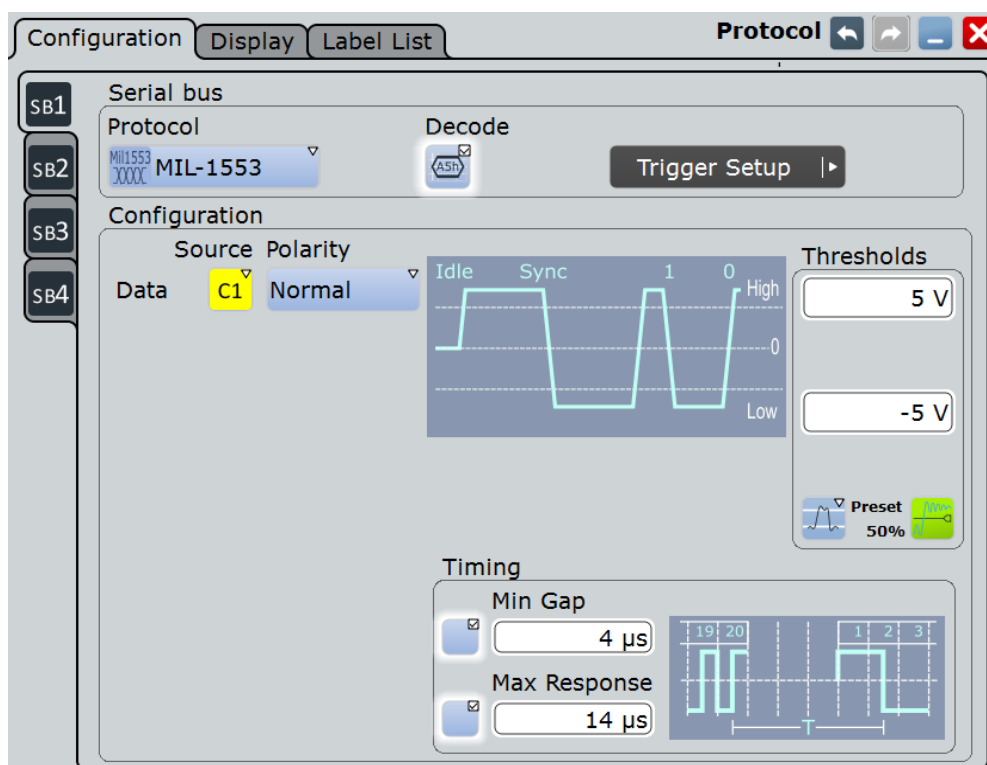 Configuration Display Label List Protocol
SB1
SB2
SB3
SB4
Serial bus
Protocol Decode
Mil1553
XXXX MIL-1553 A5h Trigger Setup
Configuration
Source Polarity Thresholds
Data C1 Normal
Idle Sync 1 0
High 5 V
0
Low -5 V
Preset
50%
Timing
Min Gap
4 µs
19 20 1 2 3
Max Response
14 µs
T